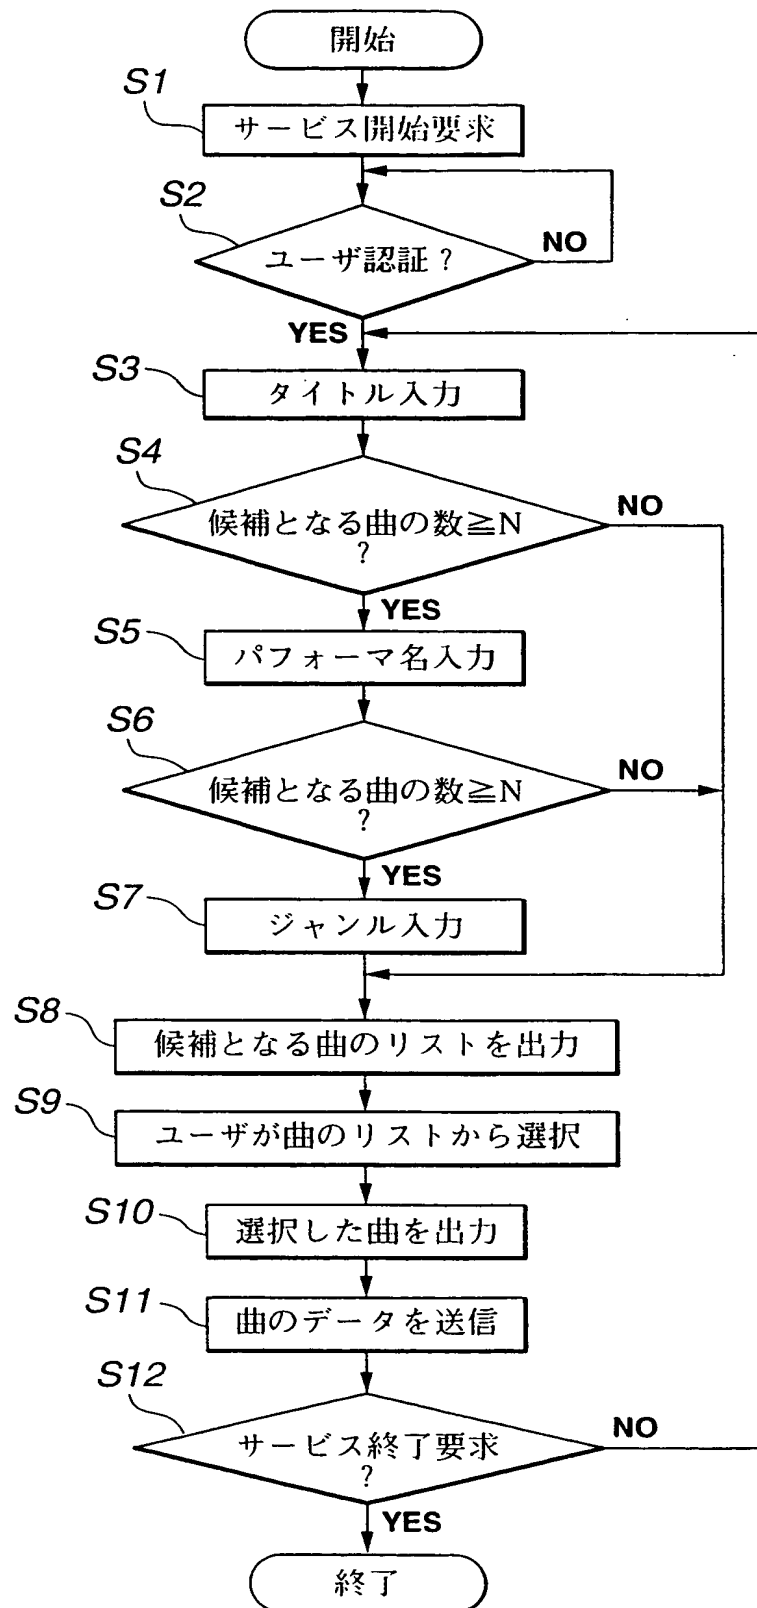 開始
S1
サービス開始要求
S2
ユーザ認証?
NO
YES
S3
タイトル入力
S4
候補となる曲の数≧N
?
NO
YES
S5
パフォーマ名入力
S6
候補となる曲の数≧N
?
NO
YES
S7
ジャンル入力
S8
候補となる曲のリストを出力
S9
ユーザが曲のリストから選択
S10
選択した曲を出力
S11
曲のデータを送信
S12
サービス終了要求
?
NO
YES
終了